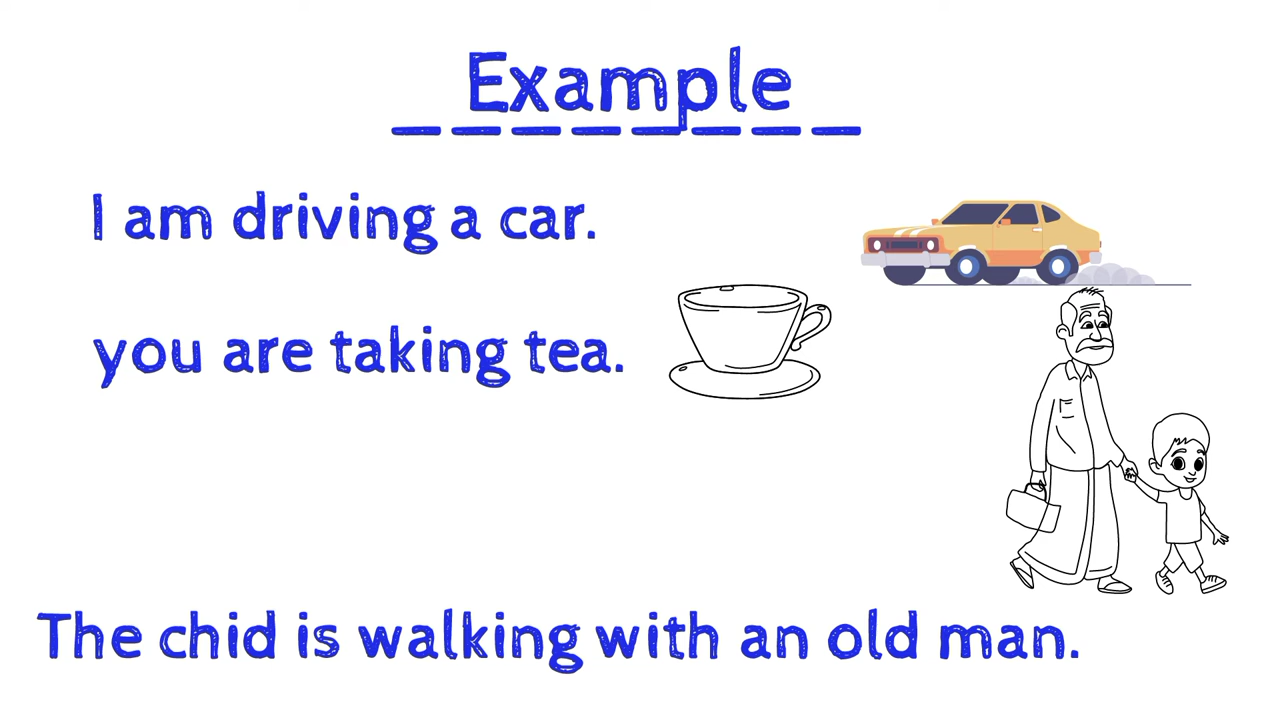 Example
I am driving a car.
you are taking tea.
The chid is walking with an old man.